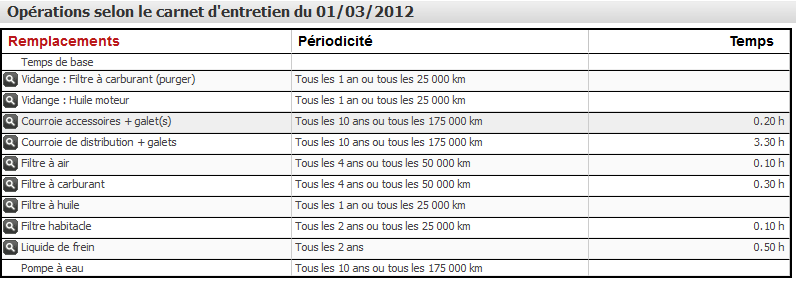 Opérations selon le carnet d'entretien du 01/03/2012
Remplacements Périodicité Temps
Temps de base
Vidange : Filtre à carburant (purger) Tous les 1 an ou tous les 25 000 km
Vidange : Huile moteur Tous les 1 an ou tous les 25 000 km
Courroie accessoires + galet(s) Tous les 10 ans ou tous les 175 000 km 0.20 h
Courroie de distribution + galets Tous les 10 ans ou tous les 175 000 km 3.30 h
Filtre à air Tous les 4 ans ou tous les 50 000 km 0.10 h
Filtre à carburant Tous les 4 ans ou tous les 50 000 km 0.30 h
Filtre à huile Tous les 1 an ou tous les 25 000 km
Filtre habitacle Tous les 2 ans ou tous les 25 000 km 0.10 h
Liquide de frein Tous les 2 ans 0.50 h
Pompe à eau Tous les 10 ans ou tous les 175 000 km